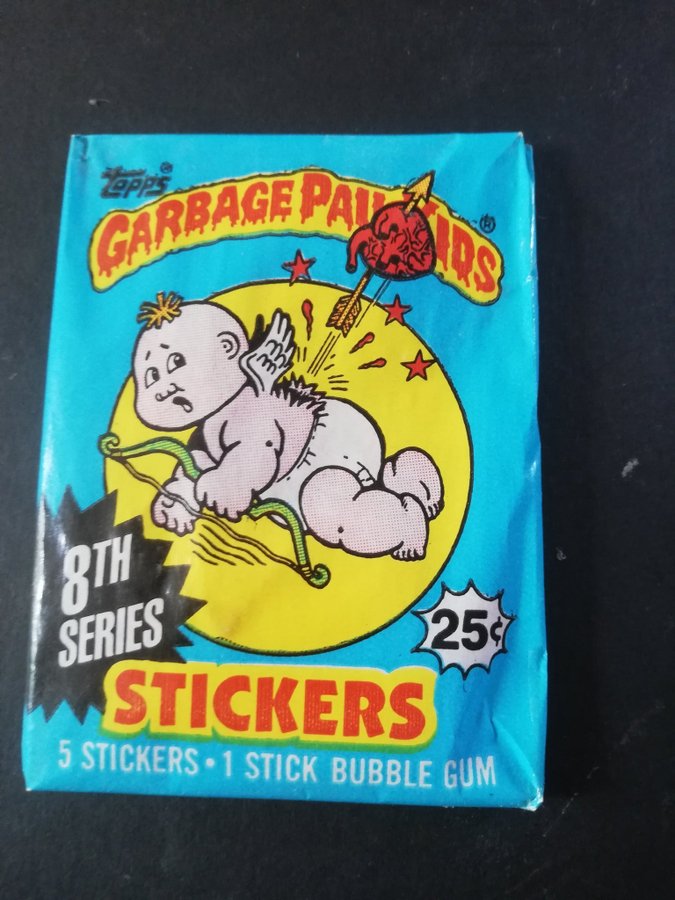 Topps®
GARBAGE PAIL KIDS®
8TH
SERIES
25¢
STICKERS
5 STICKERS • 1 STICK BUBBLE GUM